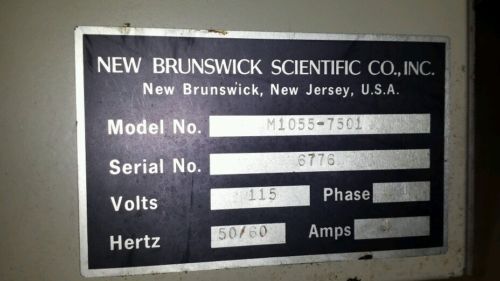 NEW BRUNSWICK SCIENTIFIC CO., INC.
New Brunswick, New Jersey, U.S.A.
Model No. M1055-7501
Serial No. 6776
Volts 115 Phase
Hertz 50/60 Amps